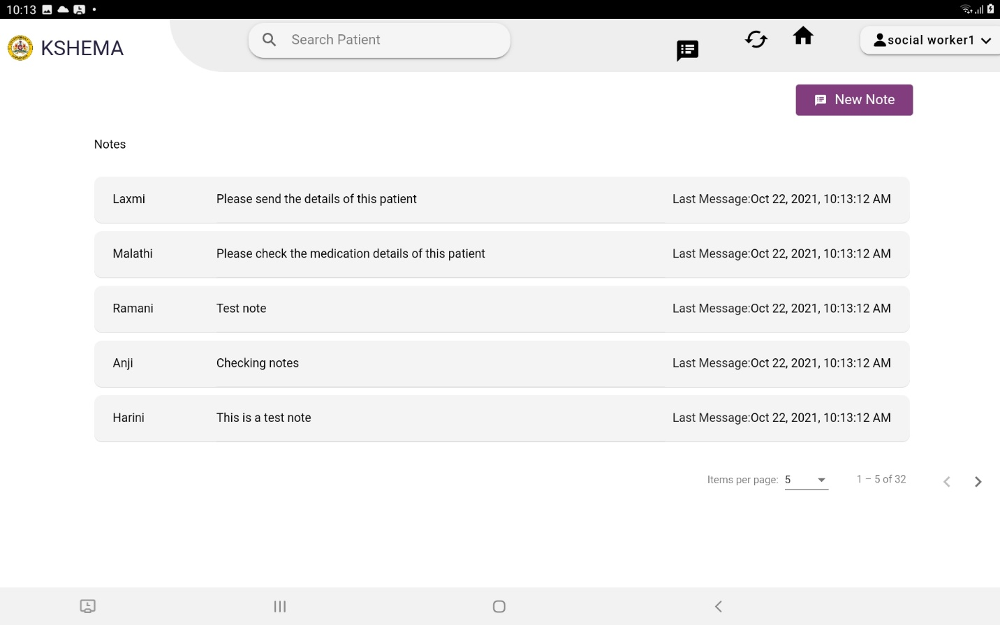 10:13
KSHEMA
Search Patient
social worker1
New Note
Notes
Laxmi Please send the details of this patient Last Message:Oct 22, 2021, 10:13:12 AM
Malathi Please check the medication details of this patient Last Message:Oct 22, 2021, 10:13:12 AM
Ramani Test note Last Message:Oct 22, 2021, 10:13:12 AM
Anji Checking notes Last Message:Oct 22, 2021, 10:13:12 AM
Harini This is a test note Last Message:Oct 22, 2021, 10:13:12 AM
Items per page: 5 1 – 5 of 32